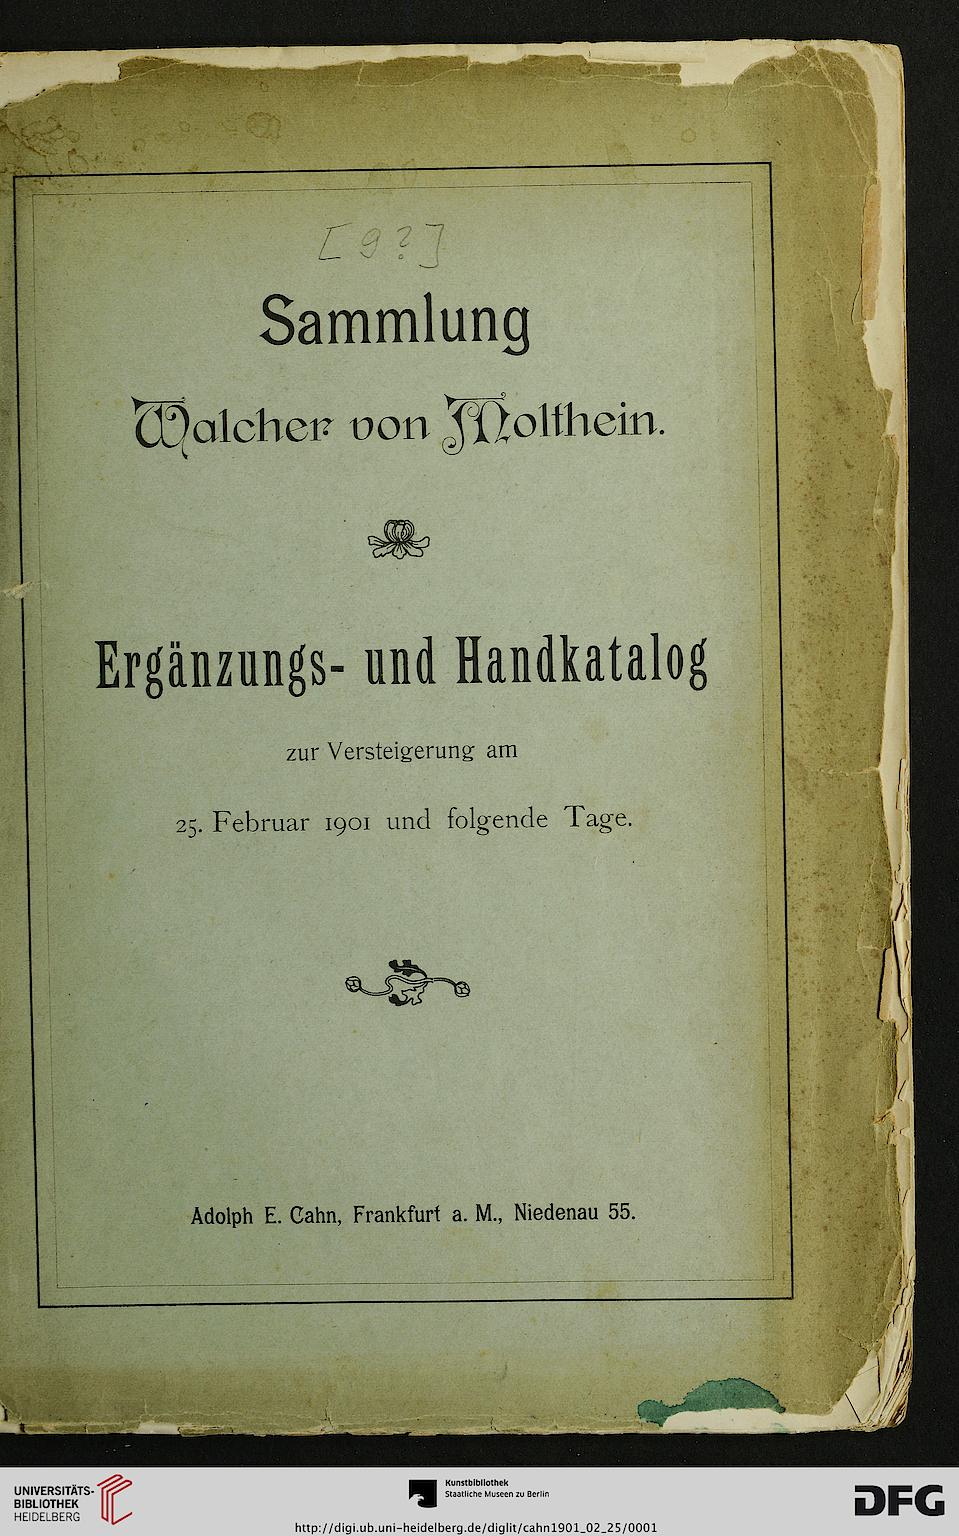 [9?]
Sammlung
Walcher von Molthein.
Ergänzungs- und Handkatalog
zur Versteigerung am
25. Februar 1901 und folgende Tage.
Adolph E. Cahn, Frankfurt a. M., Niedenau 55.
UNIVERSITÄTS-
BIBLIOTHEK
HEIDELBERG
Kunstbibliothek
Staatliche Museen zu Berlin
DFG
http://digi.ub.uni-heidelberg.de/diglit/cahn1901_02_25/0001